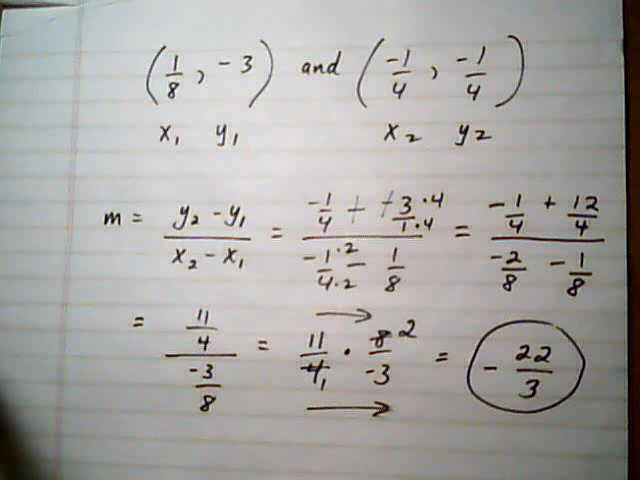 (1/8, -3) and (-1/4, -1/4)
x₁ y₁ x₂ y₂
m = (y₂ - y₁)/(x₂ - x₁) = (-1/4 + +3/1 ·4/·4)/(-1/4 ·2/·2 - 1/8) = (-1/4 + 12/4)/(-2/8 - 1/8)
= (11/4)/(-3/8) = 11/4 1 · 8/-3 2 = -22/3